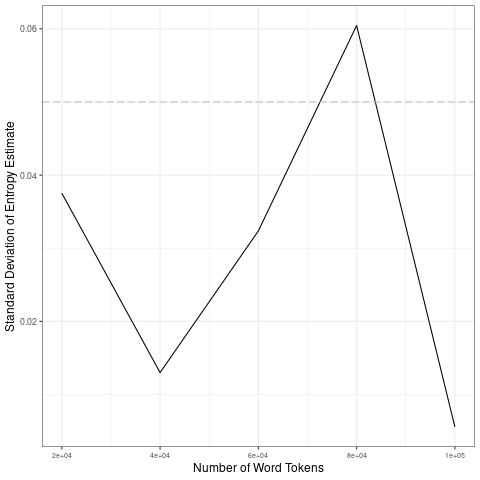 Standard Deviation of Entropy Estimate
0.06
0.04
0.02
2e+04 4e+04 6e+04 8e+04 1e+05
Number of Word Tokens